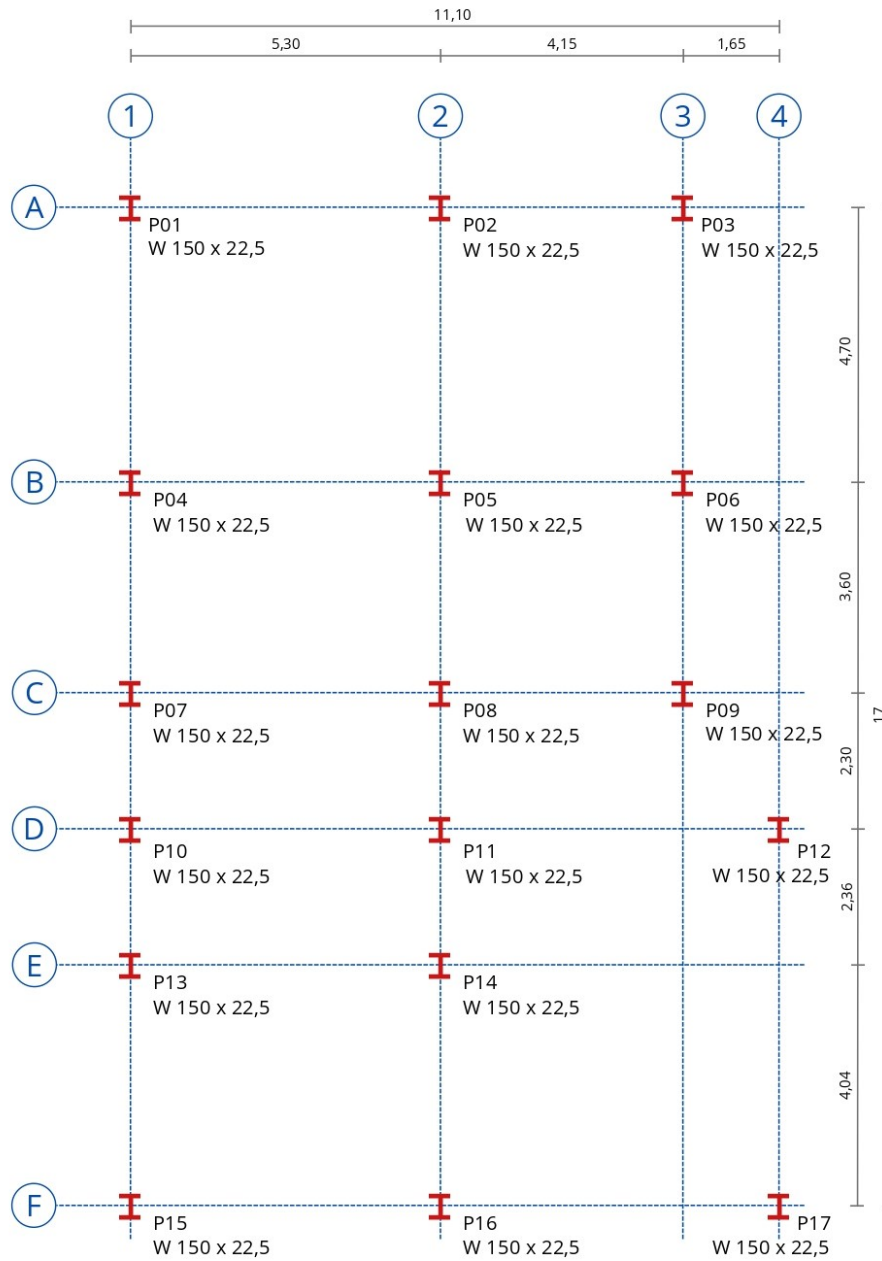 11,10
5,30 4,15 1,65
1 2 3 4
A
P01 P02 P03
W 150 x 22,5 W 150 x 22,5 W 150 x 22,5
4,70
B
P04 P05 P06
W 150 x 22,5 W 150 x 22,5 W 150 x 22,5
3,60
C
P07 P08 P09
W 150 x 22,5 W 150 x 22,5 W 150 x 22,5
17
2,30
D
P10 P11 P12
W 150 x 22,5 W 150 x 22,5 W 150 x 22,5
2,36
E
P13 P14
W 150 x 22,5 W 150 x 22,5
4,04
F
P15 P16 P17
W 150 x 22,5 W 150 x 22,5 W 150 x 22,5